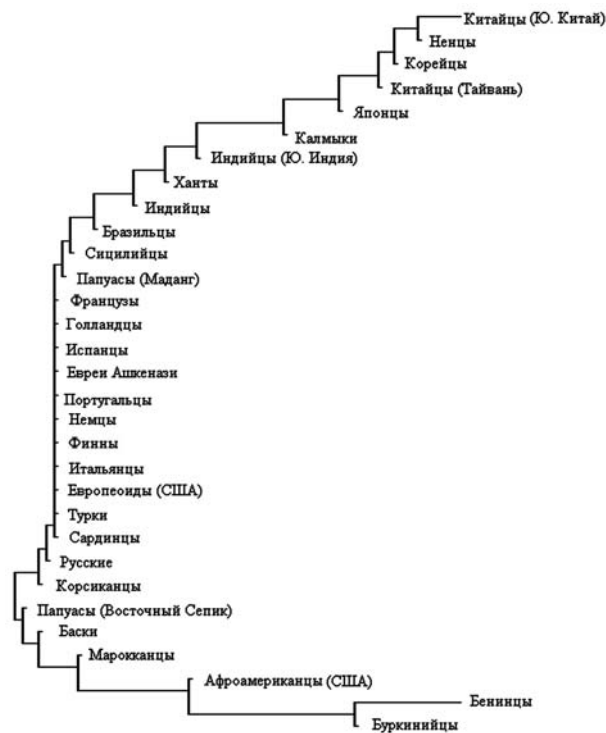 Китайцы (Ю. Китай)
Ненцы
Корейцы
Китайцы (Тайвань)
Японцы
Калмыки
Индийцы (Ю. Индия)
Ханты
Индийцы
Бразильцы
Сицилийцы
Папуасы (Маданг)
Французы
Голландцы
Испанцы
Евреи Ашкенази
Португальцы
Немцы
Финны
Итальянцы
Европеоиды (США)
Турки
Сардинцы
Русские
Корсиканцы
Папуасы (Восточный Сепик)
Баски
Марокканцы
Афроамериканцы (США)
Бенинцы
Буркинийцы